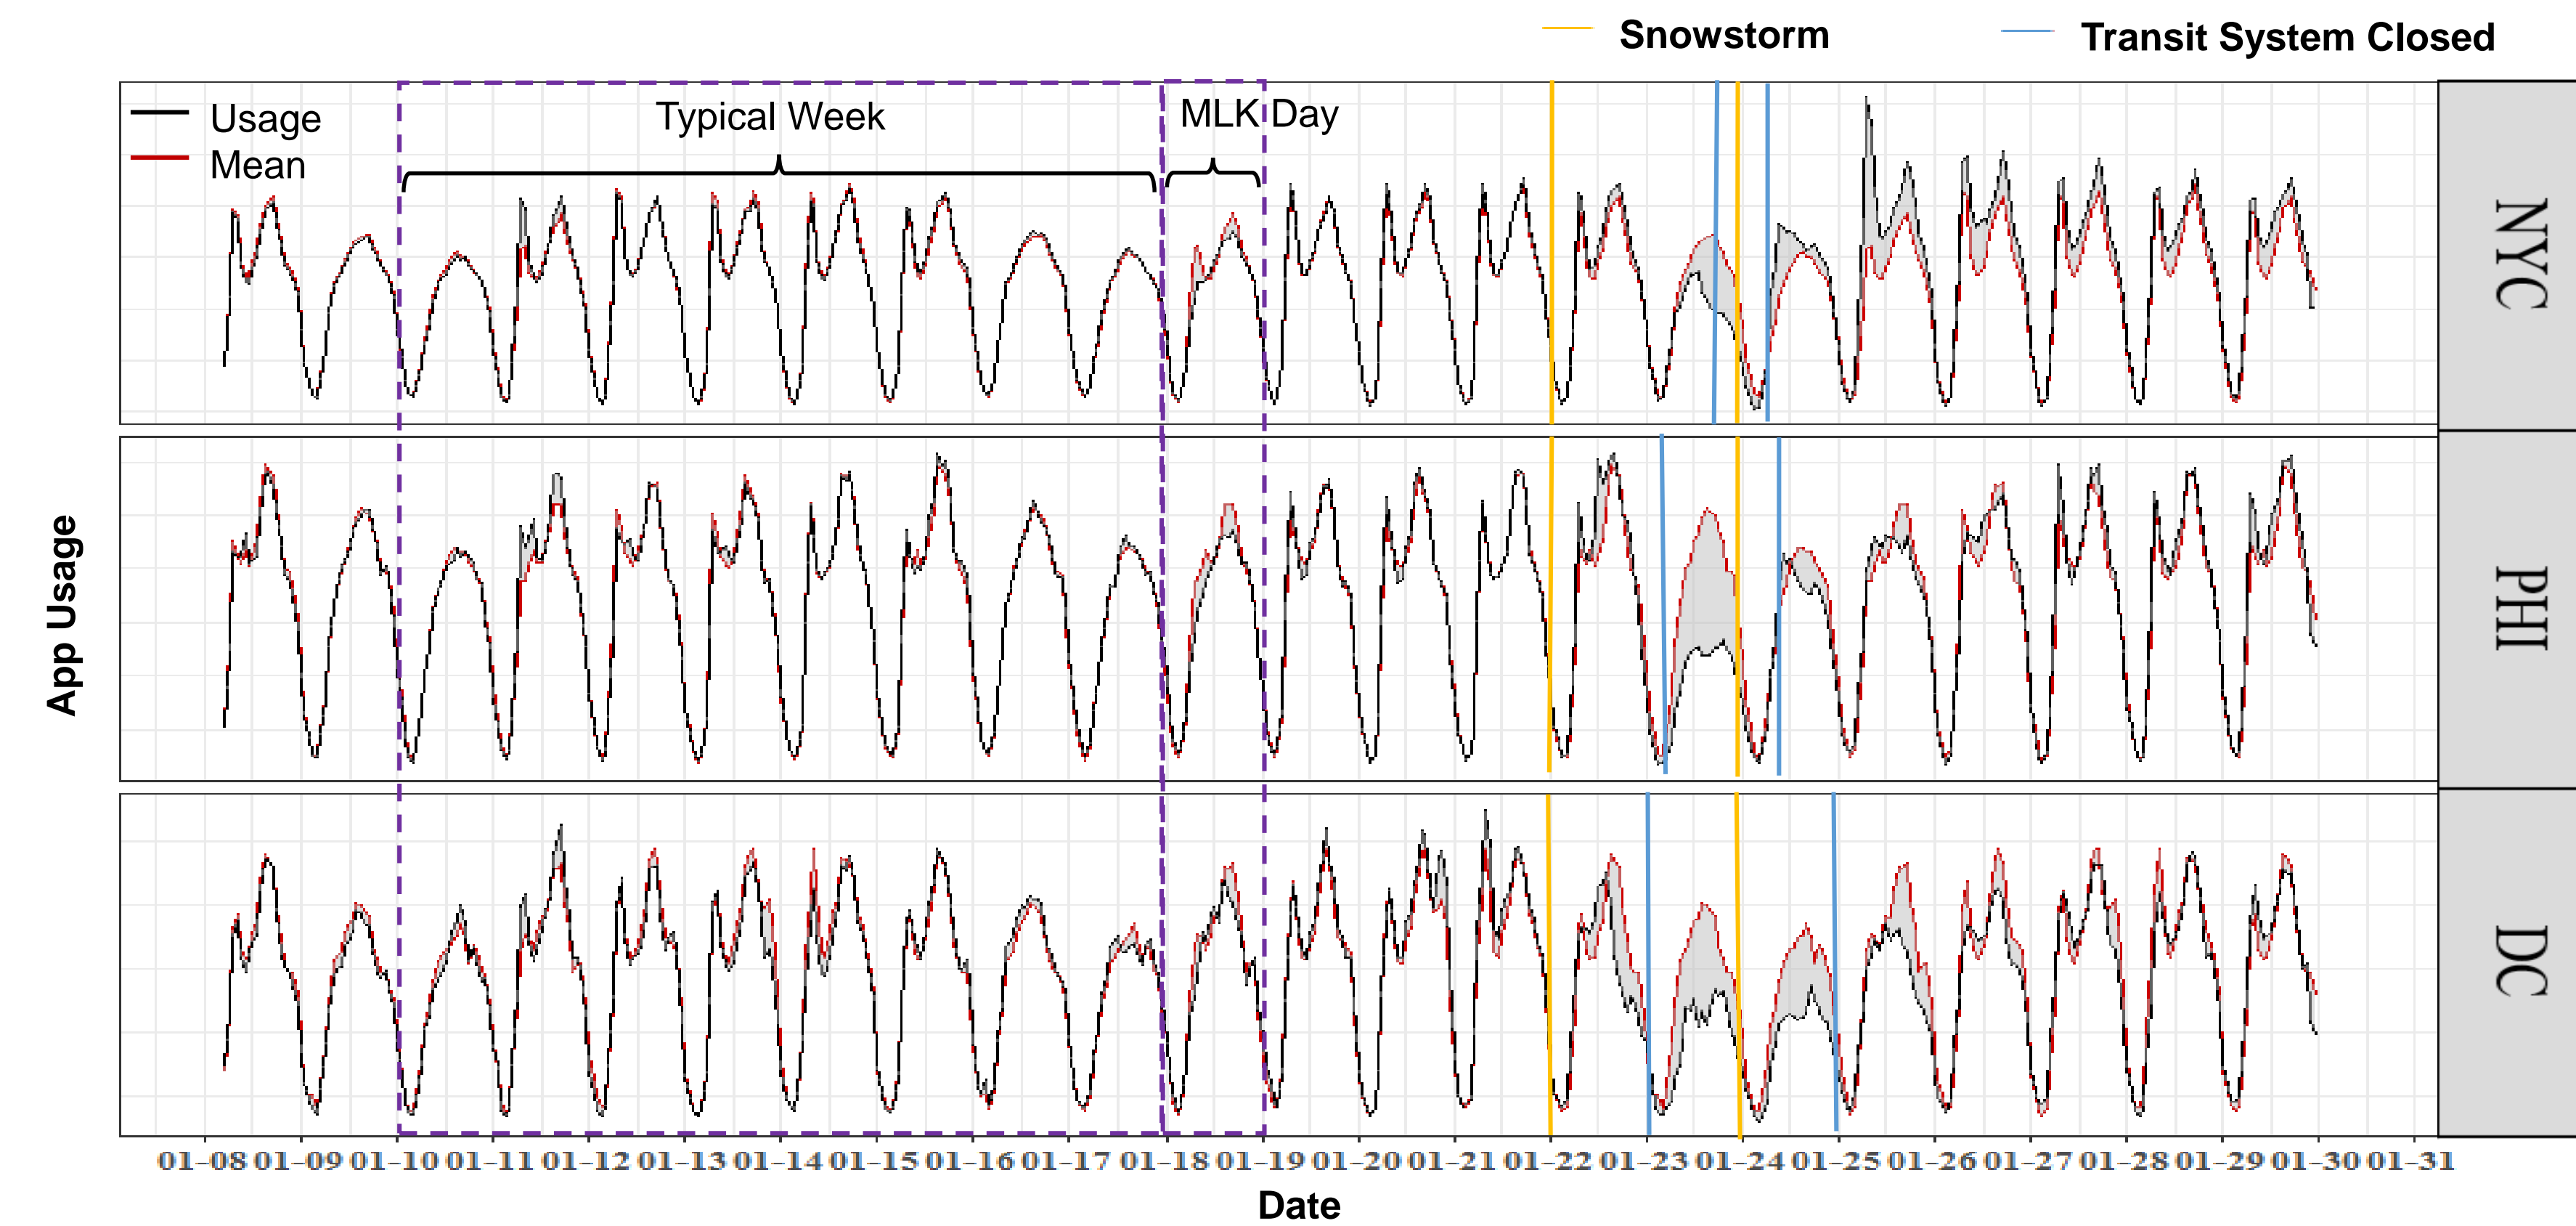 Snowstorm Transit System Closed
Usage
Mean
Typical Week
MLK Day
NYC
PHI
DC
App Usage
01-08 01-09 01-10 01-11 01-12 01-13 01-14 01-15 01-16 01-17 01-18 01-19 01-20 01-21 01-22 01-23 01-24 01-25 01-26 01-27 01-28 01-29 01-30 01-31
Date